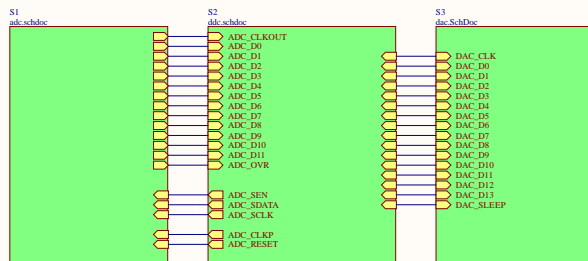 S1
adc.schdoc
S2
ddc.schdoc
S3
dac.SchDoc
ADC_CLKOUT
ADC_D0
ADC_D1
ADC_D2
ADC_D3
ADC_D4
ADC_D5
ADC_D6
ADC_D7
ADC_D8
ADC_D9
ADC_D10
ADC_D11
ADC_OVR
ADC_SEN
ADC_SDATA
ADC_SCLK
ADC_CLKP
ADC_RESET
DAC_CLK
DAC_D0
DAC_D1
DAC_D2
DAC_D3
DAC_D4
DAC_D5
DAC_D6
DAC_D7
DAC_D8
DAC_D9
DAC_D10
DAC_D11
DAC_D12
DAC_D13
DAC_SLEEP